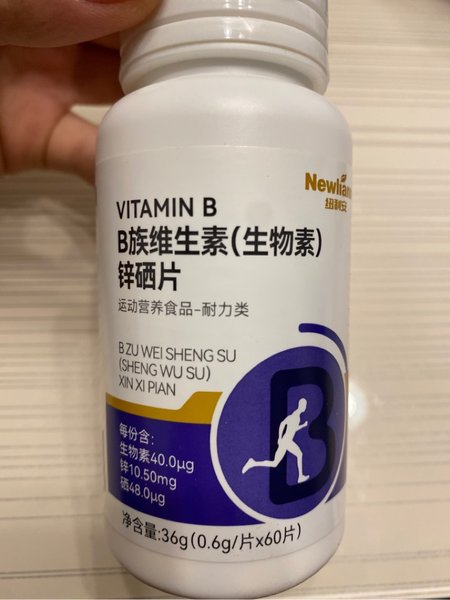 纽利安
VITAMIN B
B族维生素(生物素)
锌硒片
运动营养食品-耐力类
B ZU WEI SHENG SU
(SHENG WU SU)
XIN XI PIAN
B
每份含:
生物素40.0μg
锌10.50mg
硒48.0μg
净含量:36g(0.6g/片x60片)